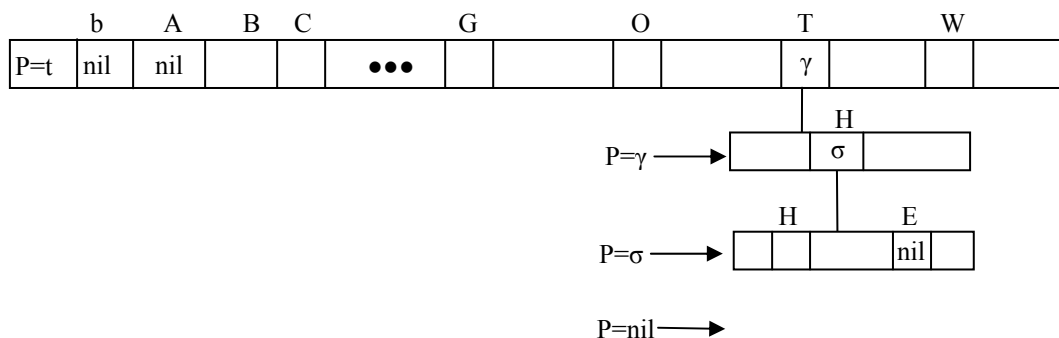 b A B C G O T W
P=t nil nil ●●● γ
H
P=γ σ
H E
P=σ nil
P=nil